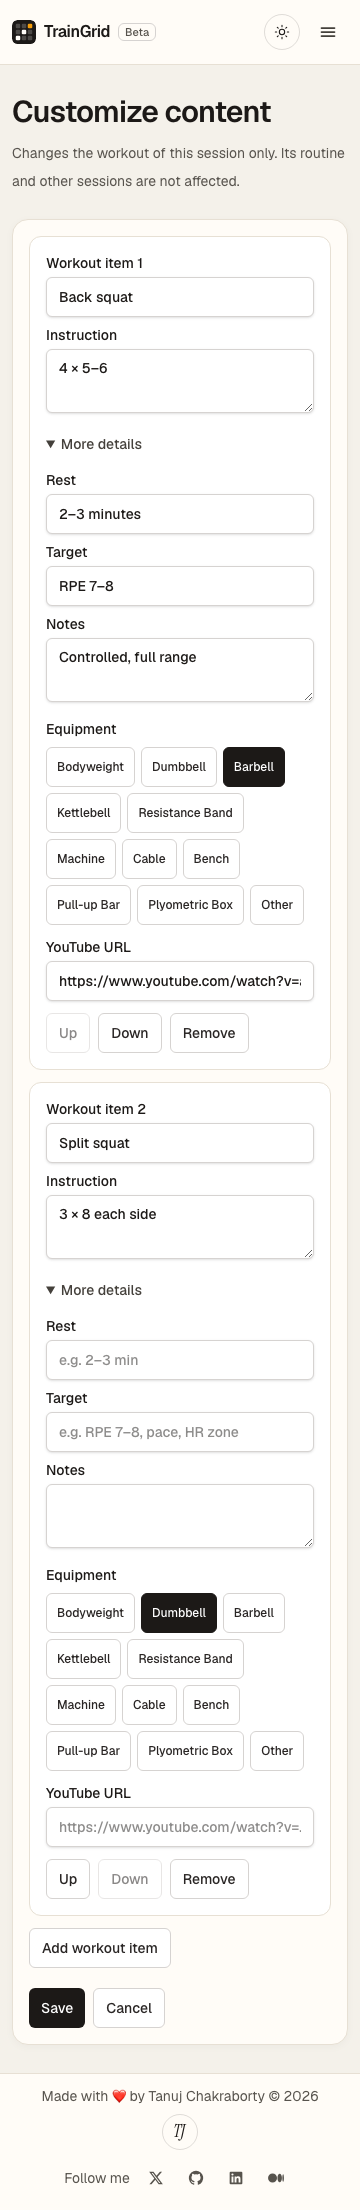 TrainGrid Beta
Customize content
Changes the workout of this session only. Its routine
and other sessions are not affected.
Workout item 1
Back squat
Instruction
4 × 5–6
▼ More details
Rest
2–3 minutes
Target
RPE 7–8
Notes
Controlled, full range
Equipment
Bodyweight Dumbbell Barbell
Kettlebell Resistance Band
Machine Cable Bench
Pull-up Bar Plyometric Box Other
YouTube URL
https://www.youtube.com/watch?v=
Up Down Remove
Workout item 2
Split squat
Instruction
3 × 8 each side
▼ More details
Rest
e.g. 2–3 min
Target
e.g. RPE 7–8, pace, HR zone
Notes
Equipment
Bodyweight Dumbbell Barbell
Kettlebell Resistance Band
Machine Cable Bench
Pull-up Bar Plyometric Box Other
YouTube URL
https://www.youtube.com/watch?v=..
Up Down Remove
Add workout item
Save Cancel
Made with ❤️ by Tanuj Chakraborty © 2026
TJ
Follow me